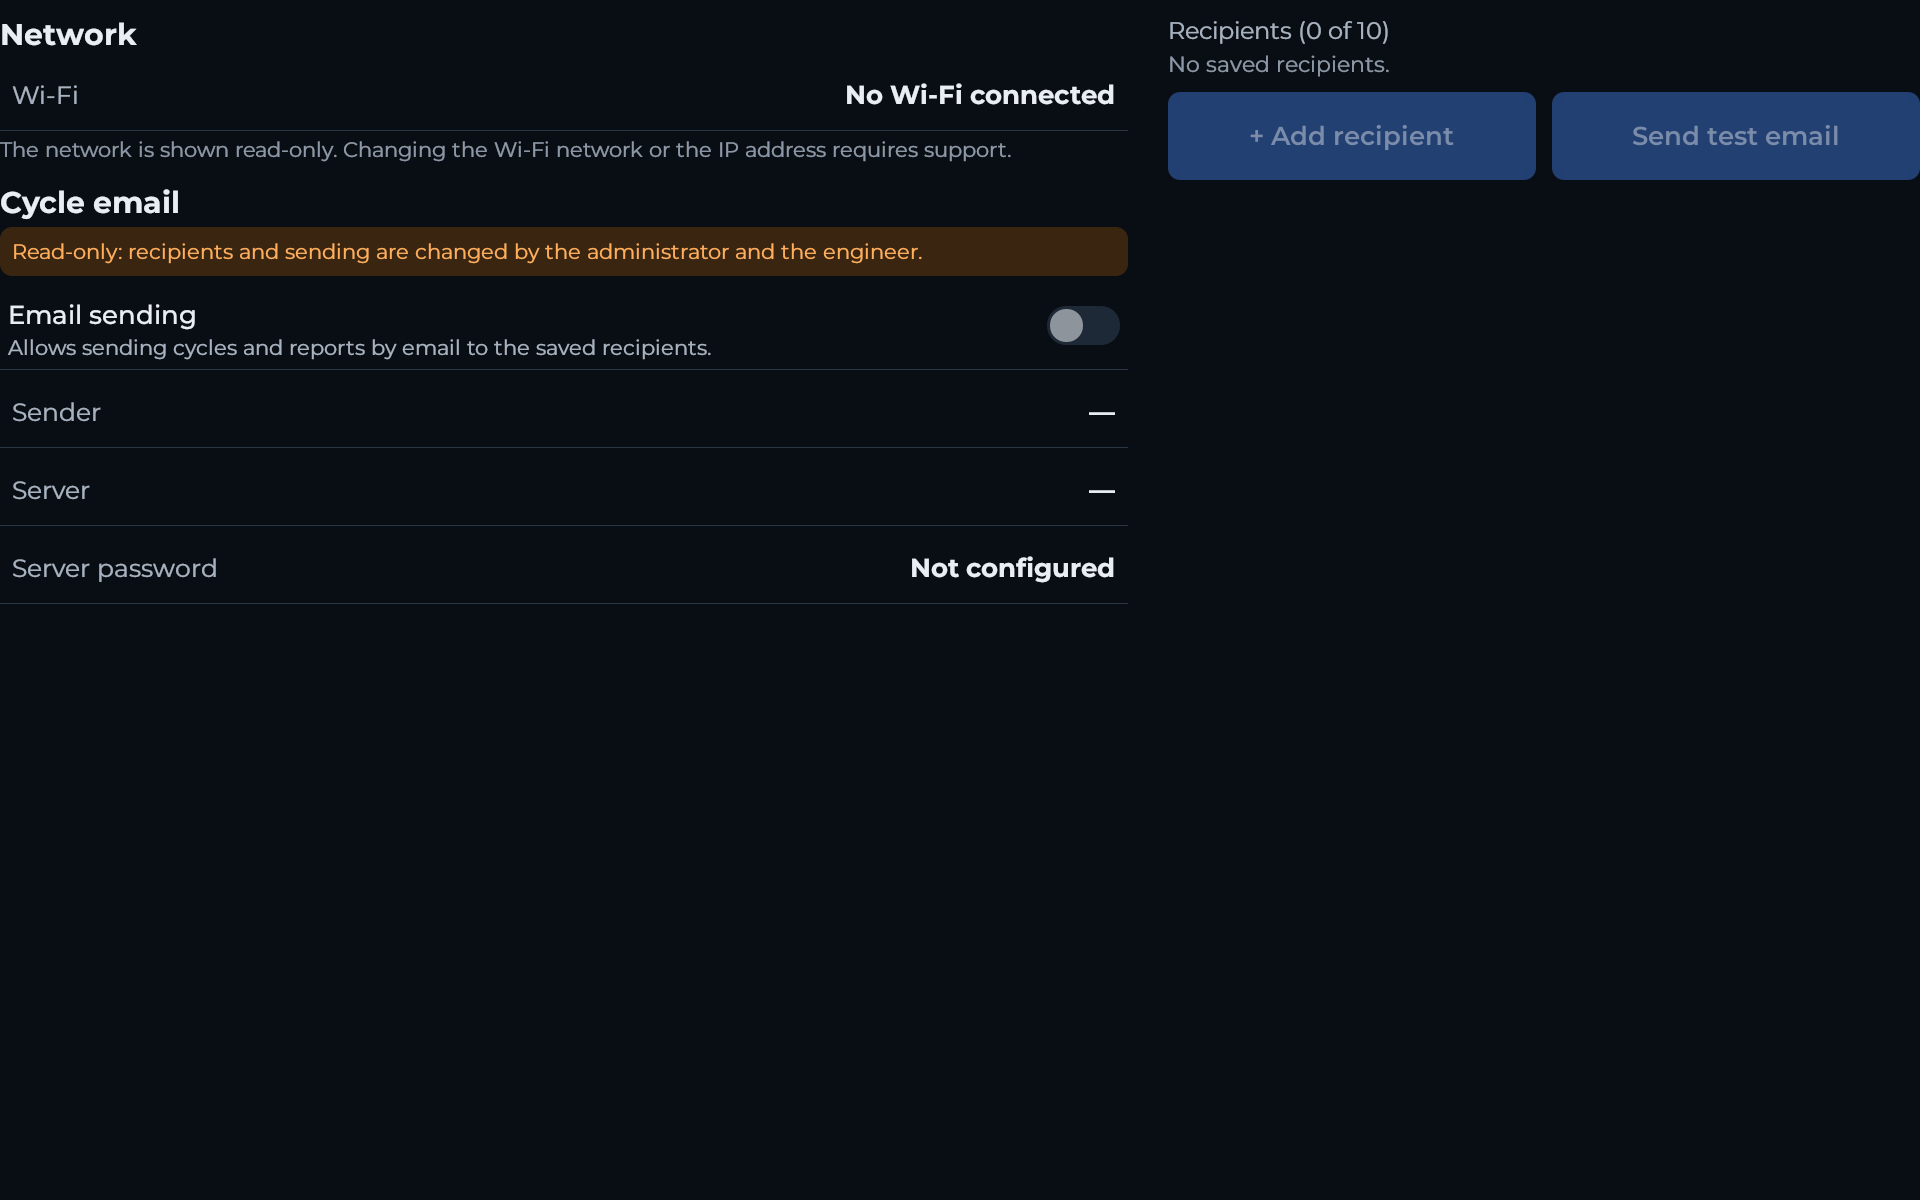 Network
Wi-Fi
No Wi-Fi connected
The network is shown read-only. Changing the Wi-Fi network or the IP address requires support.
Cycle email
Read-only: recipients and sending are changed by the administrator and the engineer.
Email sending
Allows sending cycles and reports by email to the saved recipients.
Sender
—
Server
—
Server password
Not configured
Recipients (0 of 10)
No saved recipients.
+ Add recipient
Send test email